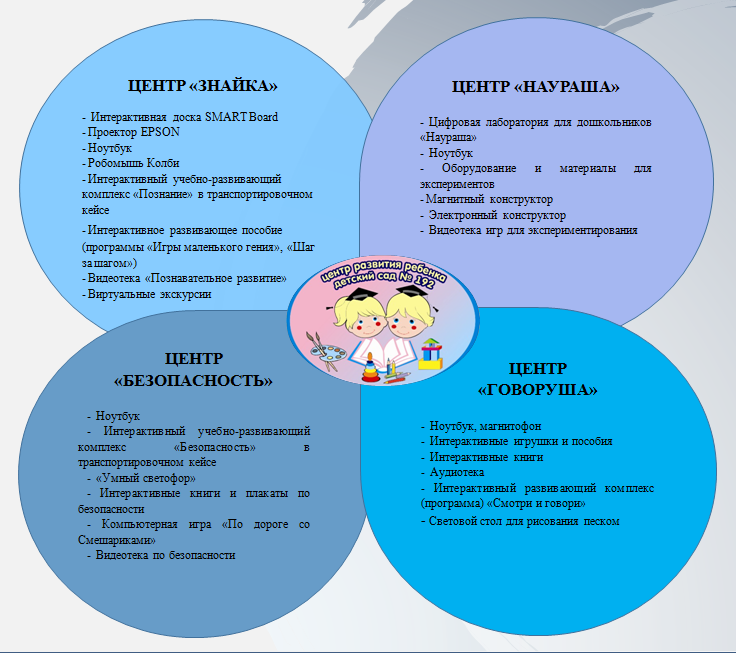 ЦЕНТР «ЗНАЙКА»
- Интерактивная доска SMART Board
- Проектор EPSON
- Ноутбук
- Робомышь Колби
- Интерактивный учебно-развивающий
комплекс «Познание» в транспортировочном
кейсе
- Интерактивное развивающее пособие
(программы «Игры маленького гения», «Шаг
за шагом»)
- Видеотека «Познавательное развитие»
- Виртуальные экскурсии
ЦЕНТР «НАУРАША»
- Цифровая лаборатория для дошкольников
«Наураша»
- Ноутбук
- Оборудование и материалы для
экспериментов
- Магнитный конструктор
- Электронный конструктор
- Видеотека игр для экспериментирования
центр развития ребенка
детский сад № 192
ЦЕНТР
«БЕЗОПАСНОСТЬ»
- Ноутбук
- Интерактивный учебно-развивающий
комплекс «Безопасность» в
транспортировочном кейсе
- «Умный светофор»
- Интерактивные книги и плакаты по
безопасности
- Компьютерная игра «По дороге со
Смешариками»
- Видеотека по безопасности
ЦЕНТР
«ГОВОРУША»
- Ноутбук, магнитофон
- Интерактивные игрушки и пособия
- Интерактивные книги
- Аудиотека
- Интерактивный развивающий комплекс
(программа) «Смотри и говори»
- Световой стол для рисования песком